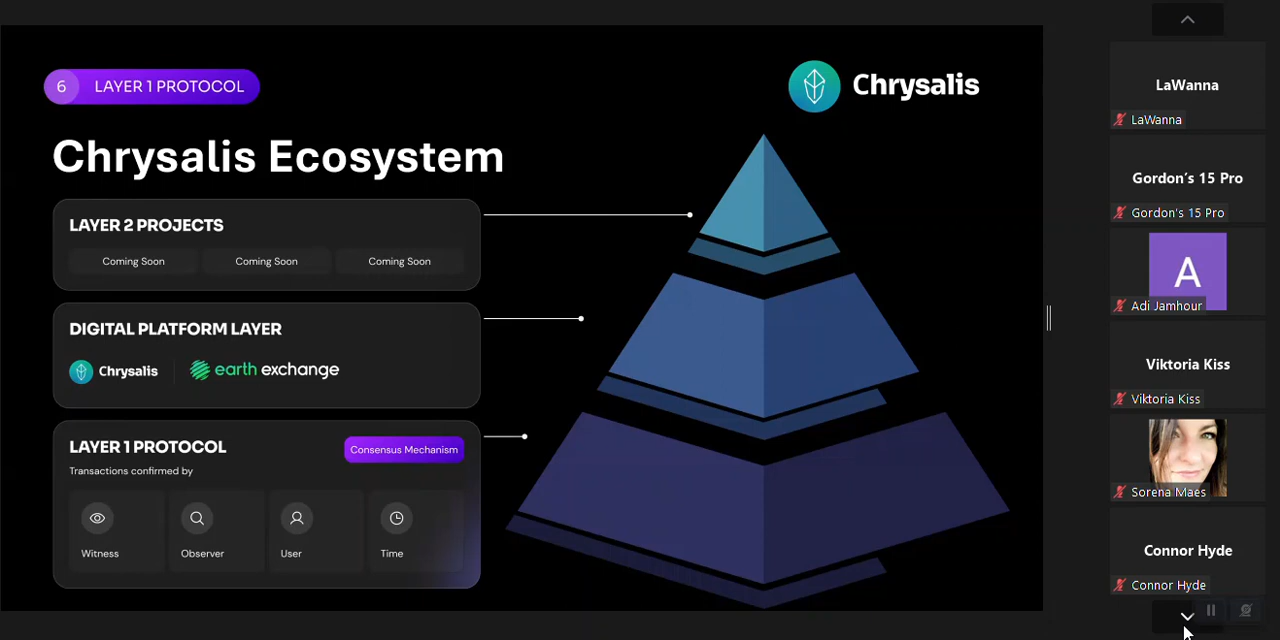 6 LAYER 1 PROTOCOL
Chrysalis
Chrysalis Ecosystem
LAYER 2 PROJECTS
Coming Soon Coming Soon Coming Soon
DIGITAL PLATFORM LAYER
Chrysalis earth exchange
LAYER 1 PROTOCOL
Consensus Mechanism
Transactions confirmed by
Witness Observer User Time
LaWanna
LaWanna
Gordon's 15 Pro
Gordon's 15 Pro
A
Adi Jamhour
Viktoria Kiss
Viktoria Kiss
Sorena Maes
Connor Hyde
Connor Hyde